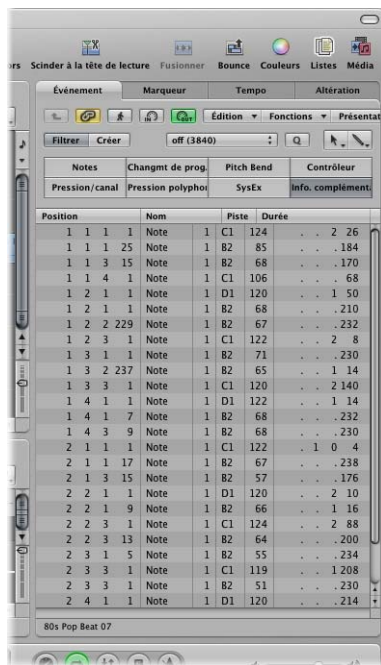 ors Scinder à la tête de lecture Fusionner Bounce Couleurs Listes Média
Événement Marqueur Tempo Altération
IN OUT Édition Fonctions Présentat
Filtrer Créer off (3840) Q
Notes Changmt de prog. Pitch Bend Contrôleur
Pression/canal Pression polyphon SysEx Info. complément.
Position Nom Piste Durée
1 1 1 1 Note 1 C1 124 . . 2 26
1 1 1 25 Note 1 B2 85 . . . 184
1 1 3 15 Note 1 B2 68 . . . 170
1 1 4 1 Note 1 C1 106 . . . 68
1 2 1 1 Note 1 D1 120 . . 1 50
1 2 1 1 Note 1 B2 68 . . . 210
1 2 2 229 Note 1 B2 67 . . . 232
1 2 3 1 Note 1 C1 122 . . 2 8
1 3 1 1 Note 1 B2 71 . . . 230
1 3 2 237 Note 1 B2 65 . . 1 14
1 3 3 1 Note 1 C1 120 . . 2 140
1 4 1 1 Note 1 D1 122 . . 1 14
1 4 1 7 Note 1 B2 68 . . . 232
1 4 3 9 Note 1 B2 68 . . . 230
2 1 1 1 Note 1 C1 122 . 1 0 4
2 1 1 17 Note 1 B2 67 . . . 238
2 1 3 15 Note 1 B2 57 . . . 176
2 2 1 1 Note 1 D1 120 . . 2 10
2 2 1 9 Note 1 B2 66 . . 1 16
2 2 3 1 Note 1 C1 124 . . 2 88
2 2 3 13 Note 1 B2 64 . . . 200
2 3 1 5 Note 1 B2 55 . . . 234
2 3 3 1 Note 1 C1 119 . . 1 208
2 3 3 1 Note 1 B2 51 . . . 230
2 4 1 1 Note 1 D1 120 . . . 214
80s Pop Beat 07